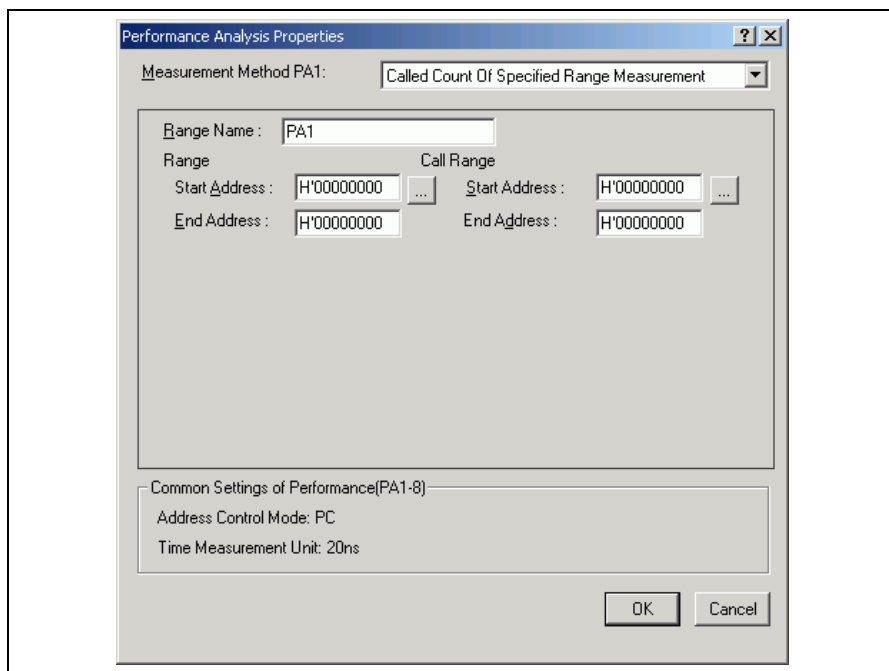 Performance Analysis Properties
Measurement Method PA1: Called Count Of Specified Range Measurement
Range Name : PA1
Range Call Range
Start Address : H'00000000 ... Start Address : H'00000000 ...
End Address : H'00000000 End Address : H'00000000
Common Settings of Performance(PA1-8)
Address Control Mode: PC
Time Measurement Unit: 20ns
OK Cancel